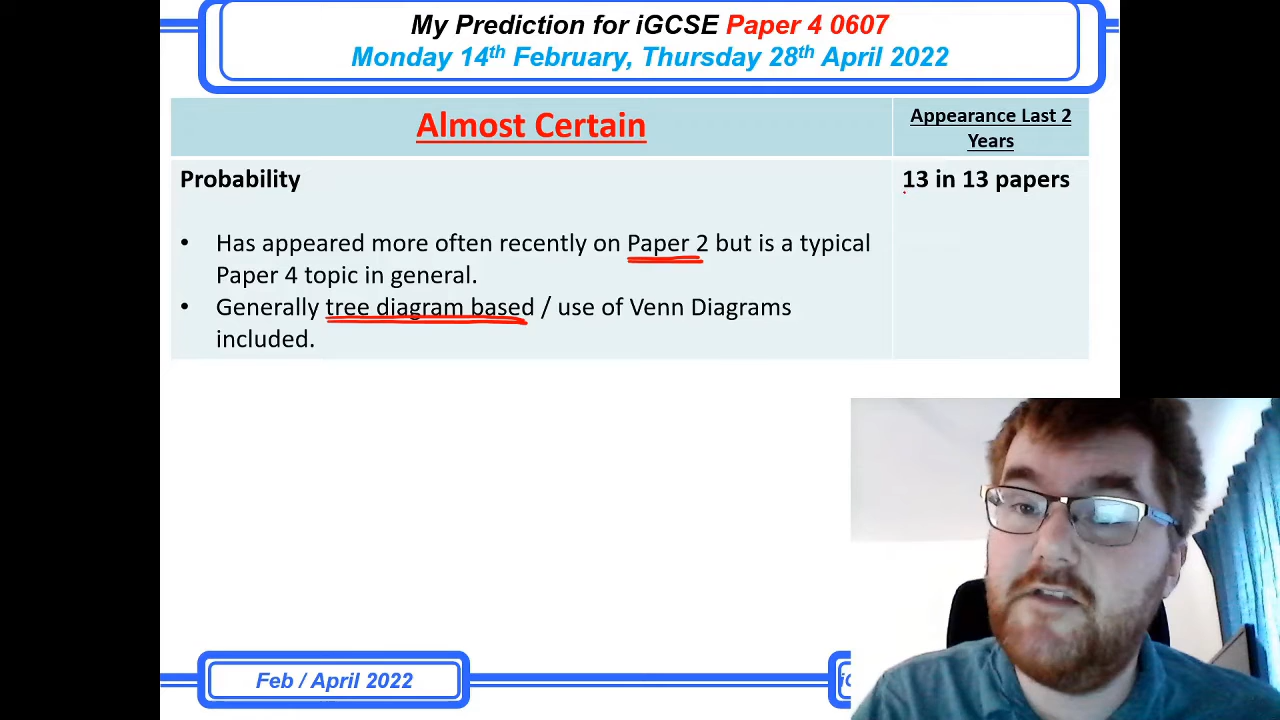 My Prediction for iGCSE Paper 4 0607
Monday 14th February, Thursday 28th April 2022
Almost Certain
Appearance Last 2
Years
Probability
13 in 13 papers
• Has appeared more often recently on Paper 2 but is a typical
Paper 4 topic in general.
• Generally tree diagram based / use of Venn Diagrams
included.
Feb / April 2022